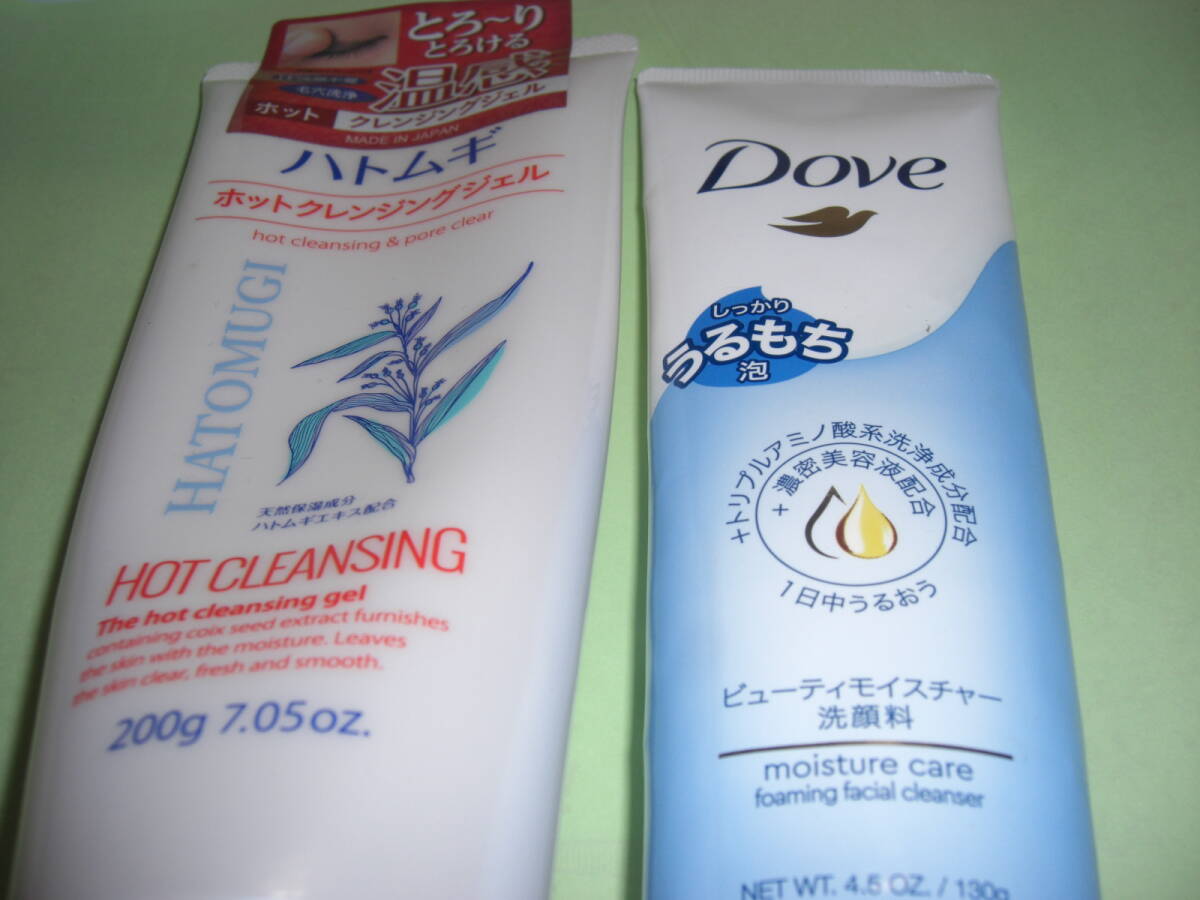 とろ~り
とろける
温感
毛穴洗浄
ホット クレンジングジェル
MADE IN JAPAN
ハトムギ
ホットクレンジングジェル
hot cleansing & pore clear
HATOMUGI
天然保湿成分
ハトムギエキス配合
HOT CLEANSING
The hot cleansing gel
containing coix seed extract furnishes
the skin with the moisture. Leaves
the skin clear, fresh and smooth.
200g 7.05oz.
Dove
しっかり
うるもち
泡
+トリプルアミノ酸系洗浄成分配合
+濃密美容液配合
1日中うるおう
ビューティモイスチャー
洗顔料
moisture care
foaming facial cleanser
NET WT. 4.5 OZ. / 130g